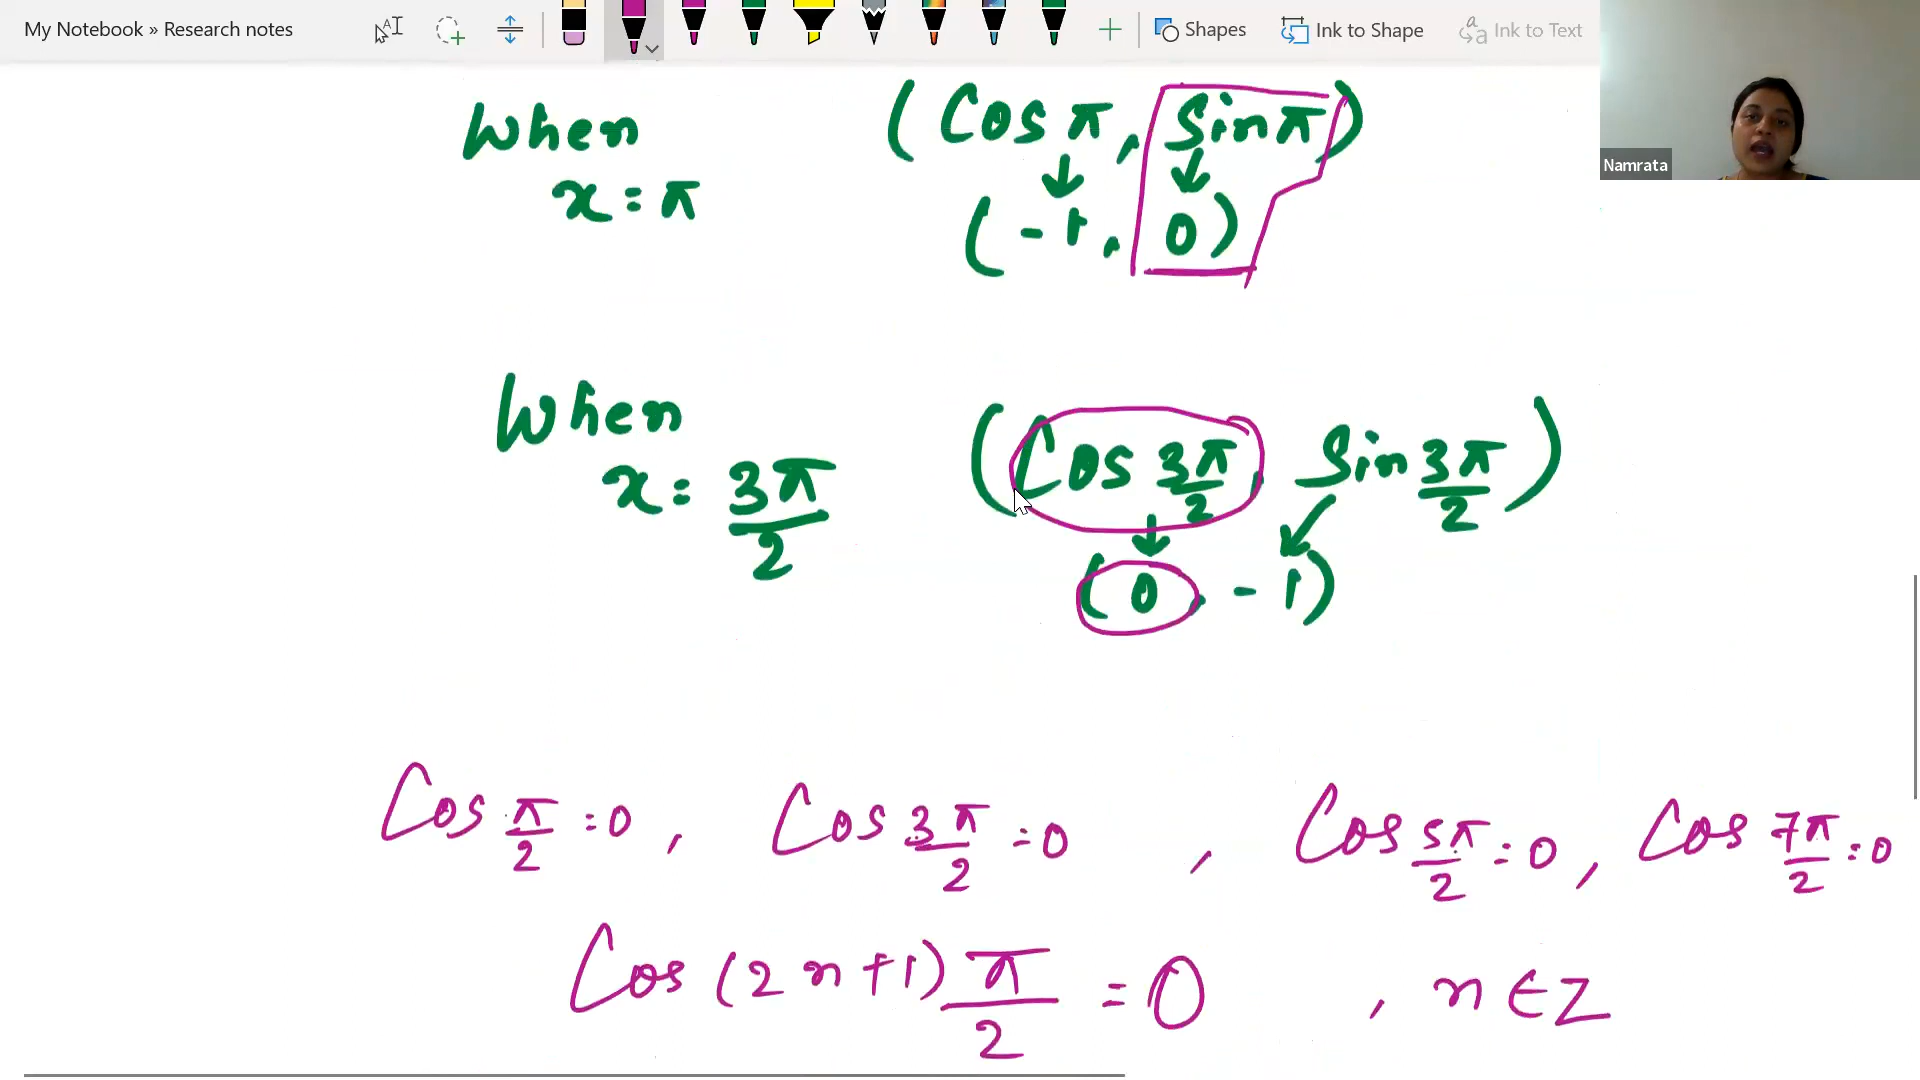 My Notebook » Research notes
Shapes Ink to Shape Ink to Text
Namrata
When (Cos π, Sin π)
x = π (-1, 0)
When (Cos 3π/2, Sin 3π/2)
x = 3π/2 (0, -1)
Cos π/2 = 0, Cos 3π/2 = 0, Cos 5π/2 = 0, Cos 7π/2 = 0
Cos (2n+1) π/2 = 0, n ∈ Z